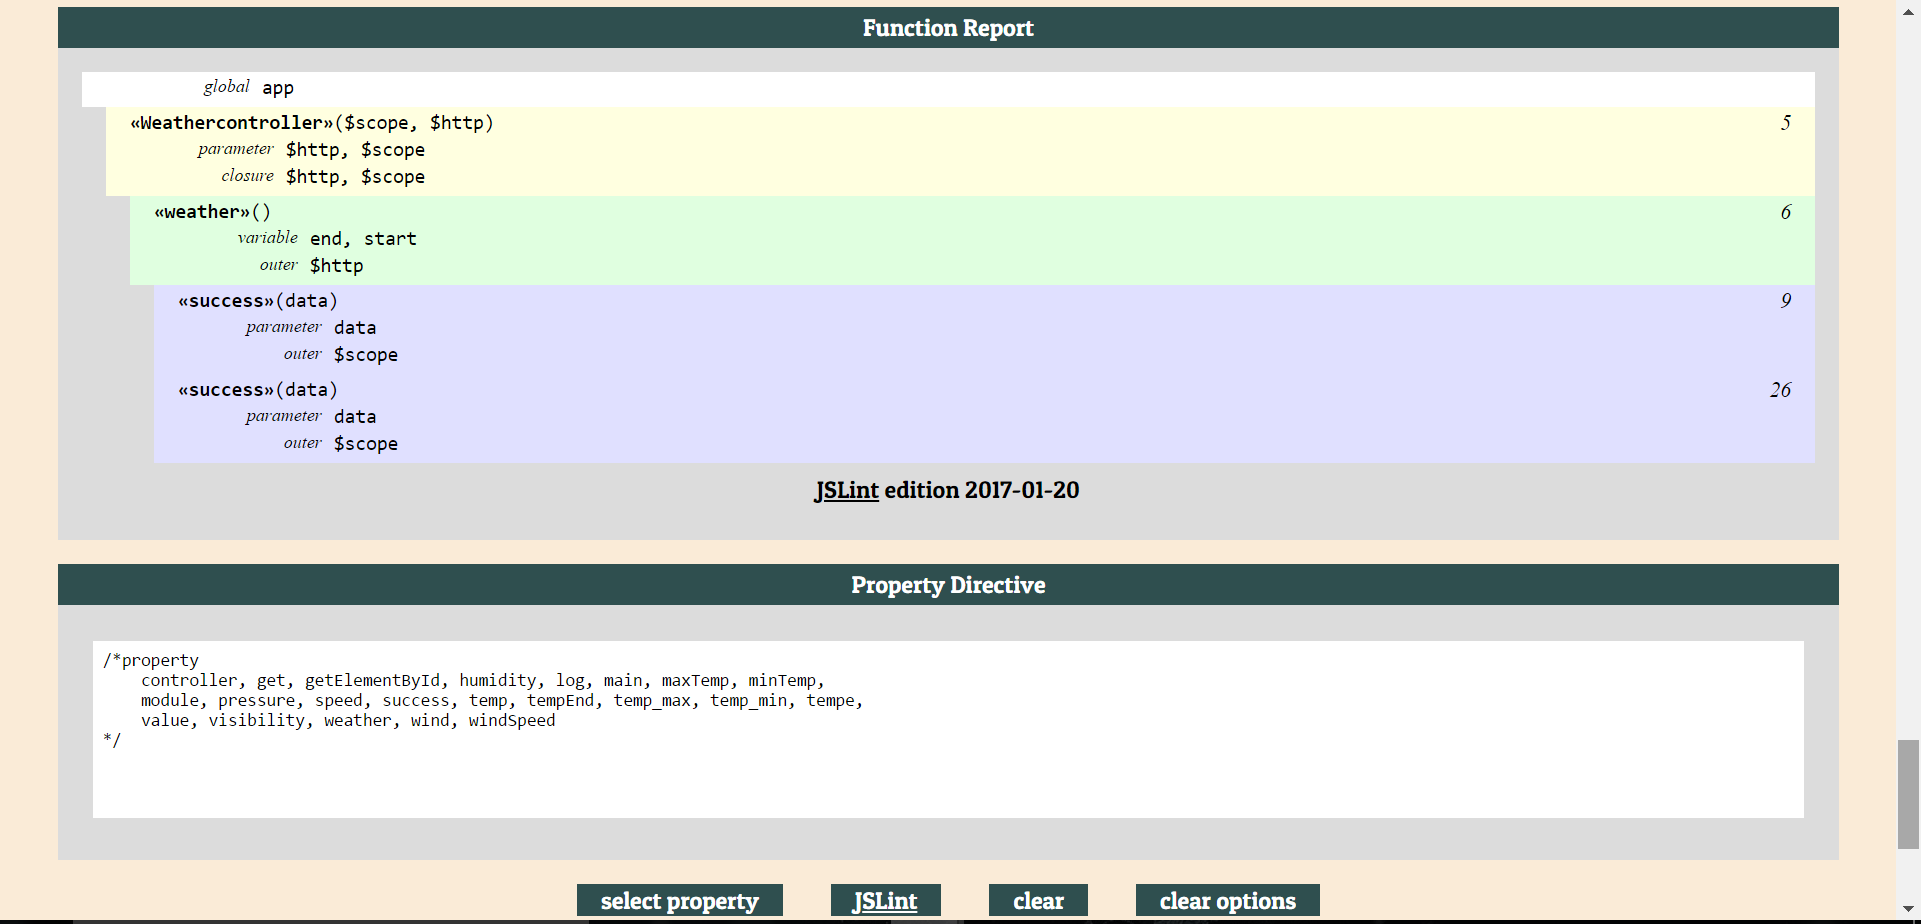 Function Report
global app
«Weathercontroller»($scope, $http) 5
parameter $http, $scope
closure $http, $scope
«weather»() 6
variable end, start
outer $http
«success»(data) 9
parameter data
outer $scope
«success»(data) 26
parameter data
outer $scope
JSLint edition 2017-01-20
Property Directive
/*property
controller, get, getElementById, humidity, log, main, maxTemp, minTemp,
module, pressure, speed, success, temp, tempEnd, temp_max, temp_min, tempe,
value, visibility, weather, wind, windSpeed
*/
select property JSLint clear clear options